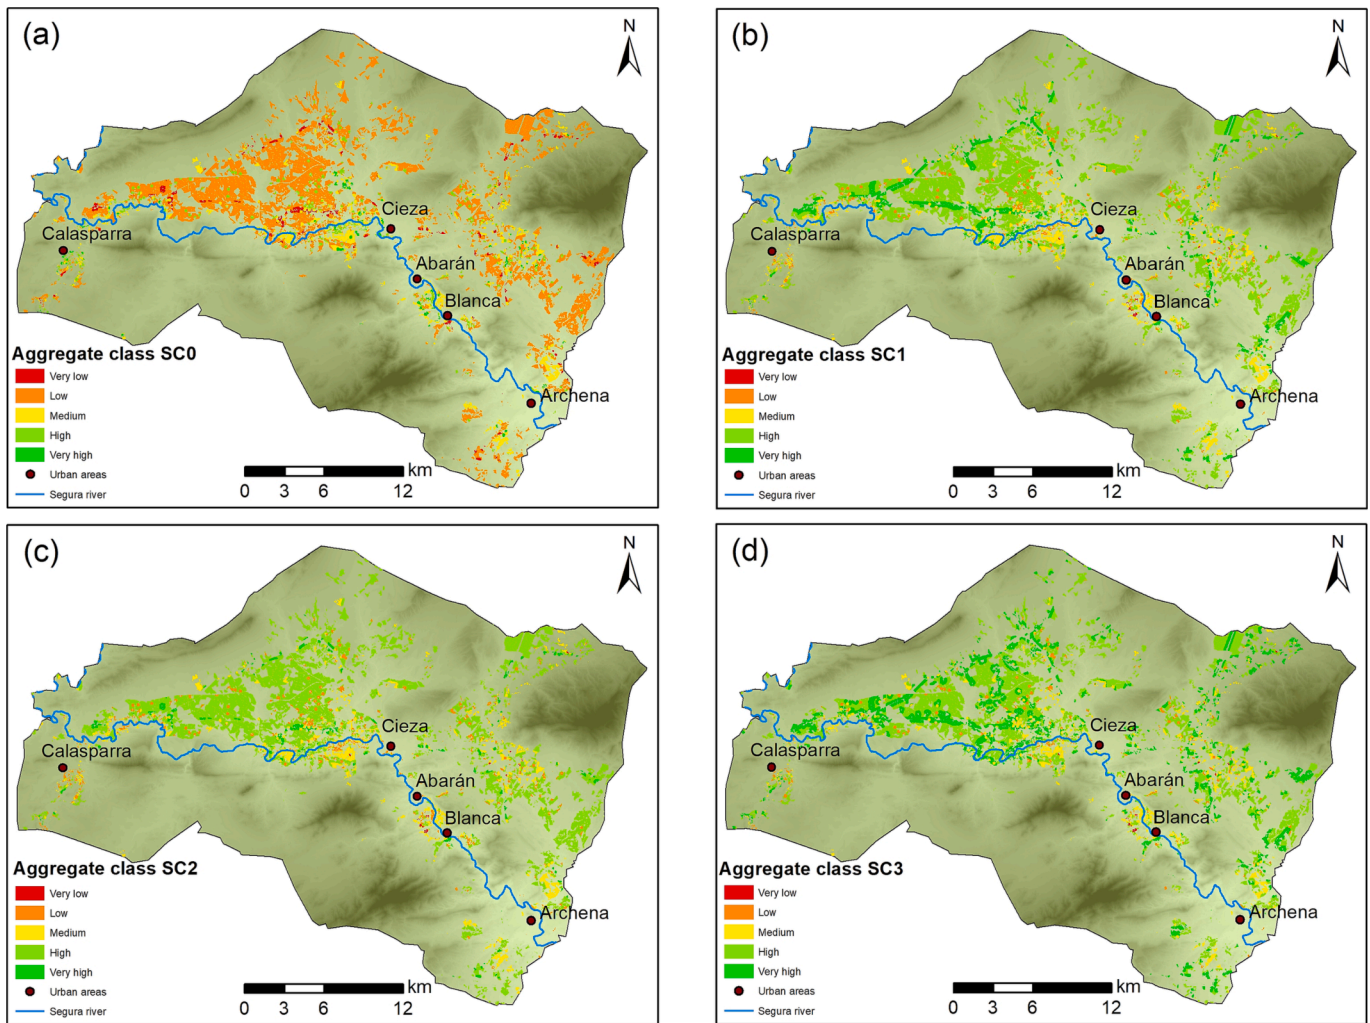 (a)
N
Cieza
Calasparra
Abarán
Blanca
Archena
Aggregate class SC0
Very low
Low
Medium
High
Very high
Urban areas
Segura river
km
0 3 6 12
(b)
N
Cieza
Calasparra
Abarán
Blanca
Archena
Aggregate class SC1
Very low
Low
Medium
High
Very high
Urban areas
Segura river
km
0 3 6 12
(c)
N
Cieza
Calasparra
Abarán
Blanca
Archena
Aggregate class SC2
Very low
Low
Medium
High
Very high
Urban areas
Segura river
km
0 3 6 12
(d)
N
Cieza
Calasparra
Abarán
Blanca
Archena
Aggregate class SC3
Very low
Low
Medium
High
Very high
Urban areas
Segura river
km
0 3 6 12